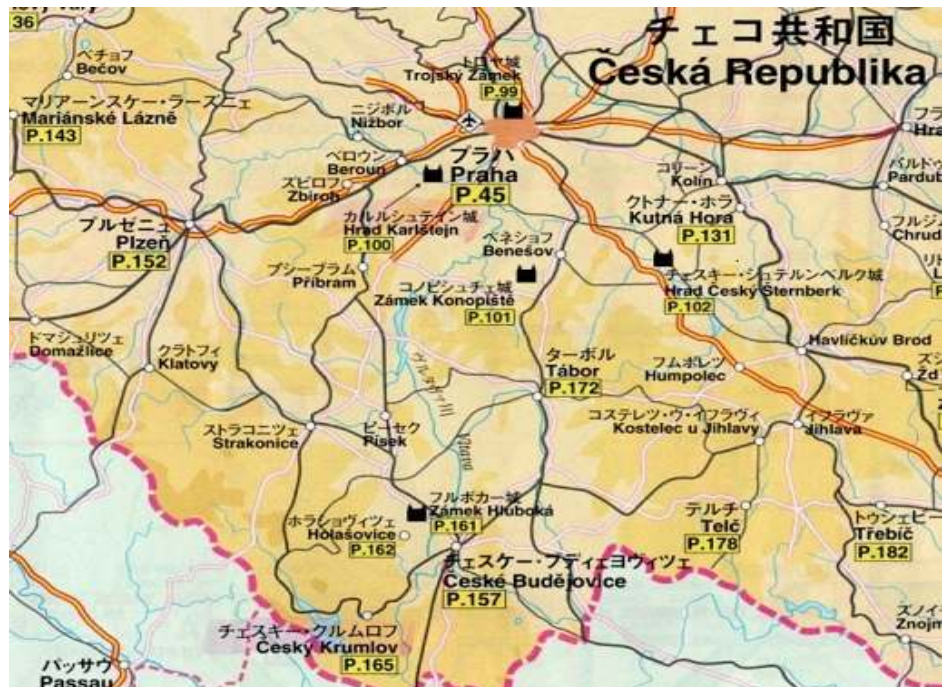 チェコ共和国
Česká Republika
36
ベチョフ
Bečov
マリアーンスケー・ラーズニェ
Mariánské Lázně
P.143
トロヤ城
Trojský Zámek
P.99
ニジボル
Nižbor
ベロウン
Beroun
ズビロフ
Zbiroh
プラハ
Praha
P.45
コリーン
Kolín
クトナー・ホラ
Kutná Hora
P.131
プルゼニュ
Plzeň
P.152
カルルシュテイン城
Hrad Karlštejn
P.100
ベネショフ
Benešov
プシーブラム
Příbram
コノピシュチェ城
Zámek Konopiště
P.101
チェスキー・シュテルンベルク城
Hrad Český Šternberk
P.102
ドマジュリツェ
Domažlice
クラトフィ
Klatovy
ヴルタヴァ川
Vltava
ターボル
Tábor
P.172
フムポレツ
Humpolec
Havlíčkův Brod
ストラコニツェ
Strakonice
ピーセク
Písek
コステレツ・ウ・イフラヴィ
Kostelec u Jihlavy
イフラヴァ
Jihlava
フルボカー城
Zámek Hluboká
P.161
ホラショヴィツェ
Holašovice
P.162
テルチ
Telč
P.178
トゥシェビー
Třebíč
P.182
チェスケー・ブディェヨヴィツェ
České Budějovice
P.157
チェスキー・クルムロフ
Český Krumlov
P.165
ズノイ
Znojm
パッサウ
Passau